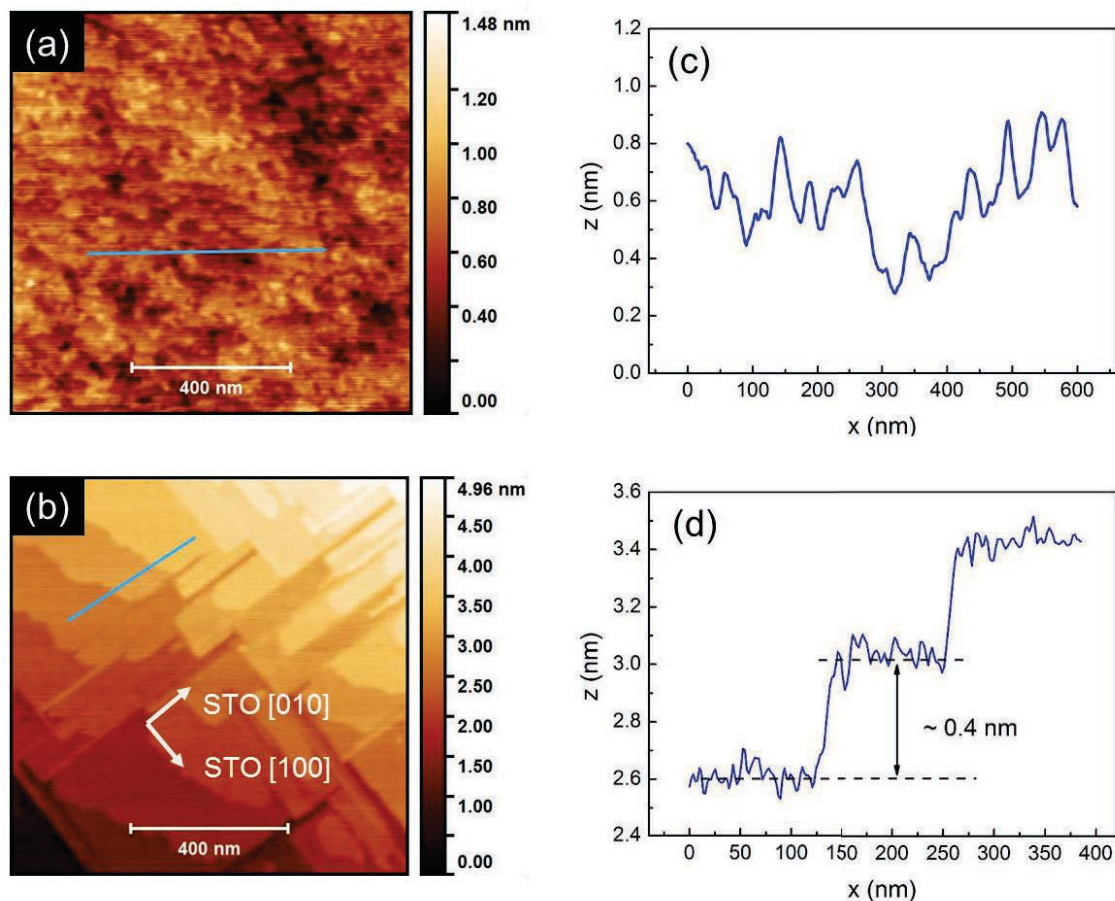 (a)
1.48 nm
1.20
1.00
0.80
0.60
0.40
0.00
400 nm
(c)
1.2
1.0
0.8
0.6
0.4
0.2
0.0
z (nm)
0 100 200 300 400 500 600
x (nm)
(b)
4.96 nm
4.50
4.00
3.50
3.00
2.50
2.00
1.50
1.00
0.00
STO [010]
STO [100]
400 nm
(d)
3.6
3.4
3.2
3.0
2.8
2.6
2.4
z (nm)
~ 0.4 nm
0 50 100 150 200 250 300 350 400
x (nm)